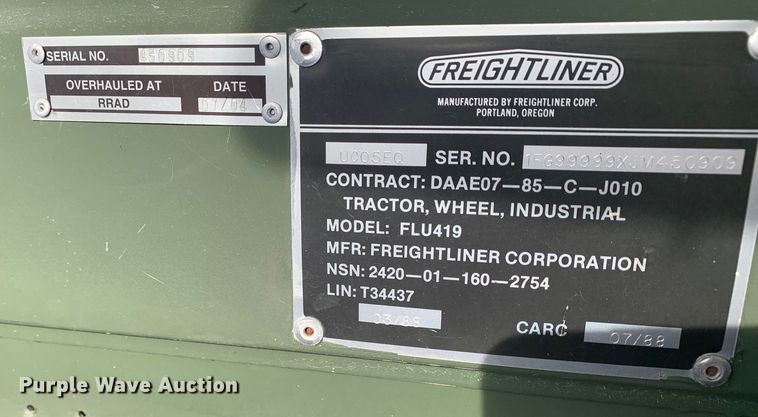 SERIAL NO. 450909
OVERHAULED AT DATE
RRAD 07/04
FREIGHTLINER
MANUFACTURED BY FREIGHTLINER CORP.
PORTLAND, OREGON
UC05EQ SER. NO. 1FG99999XJM450909
CONTRACT: DAAE07-85-C-J010
TRACTOR, WHEEL, INDUSTRIAL
MODEL: FLU419
MFR: FREIGHTLINER CORPORATION
NSN: 2420-01-160-2754
LIN: T34437
03/88 CARC 07/88
Purple Wave Auction